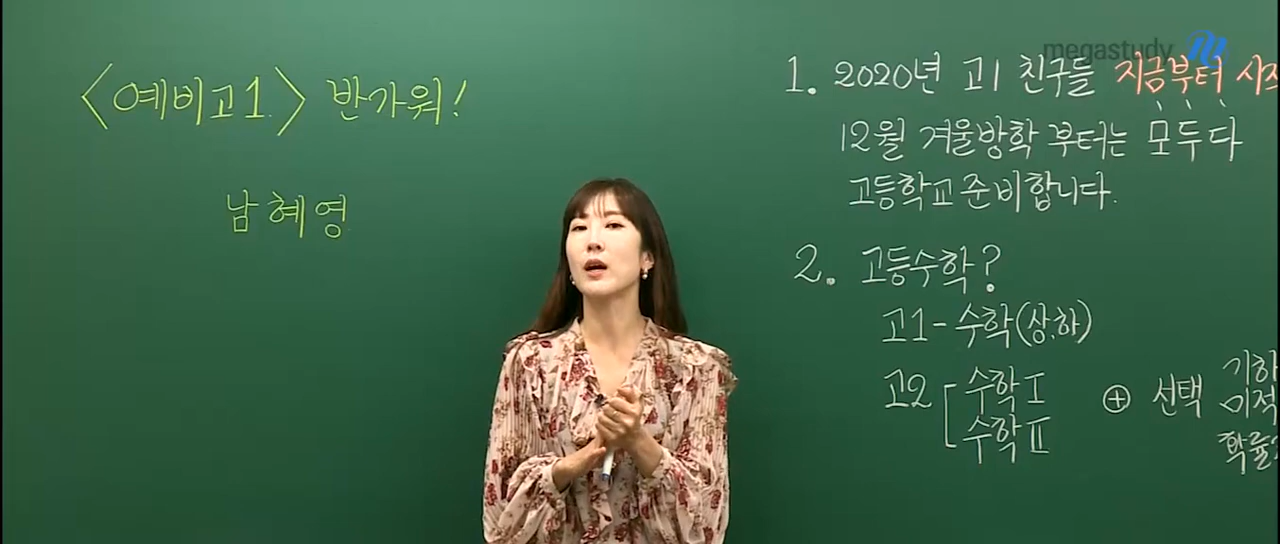 <예비고1.> 반가워!
남혜영
megastudy
1. 2020년 고1 친구들 지금부터
12월 겨울방학 부터는 모두다
고등학교 준비합니다.
2. 고등수학?
고1 - 수학(상,하)
고2 [ 수학Ⅰ
수학Ⅱ
⊕ 선택